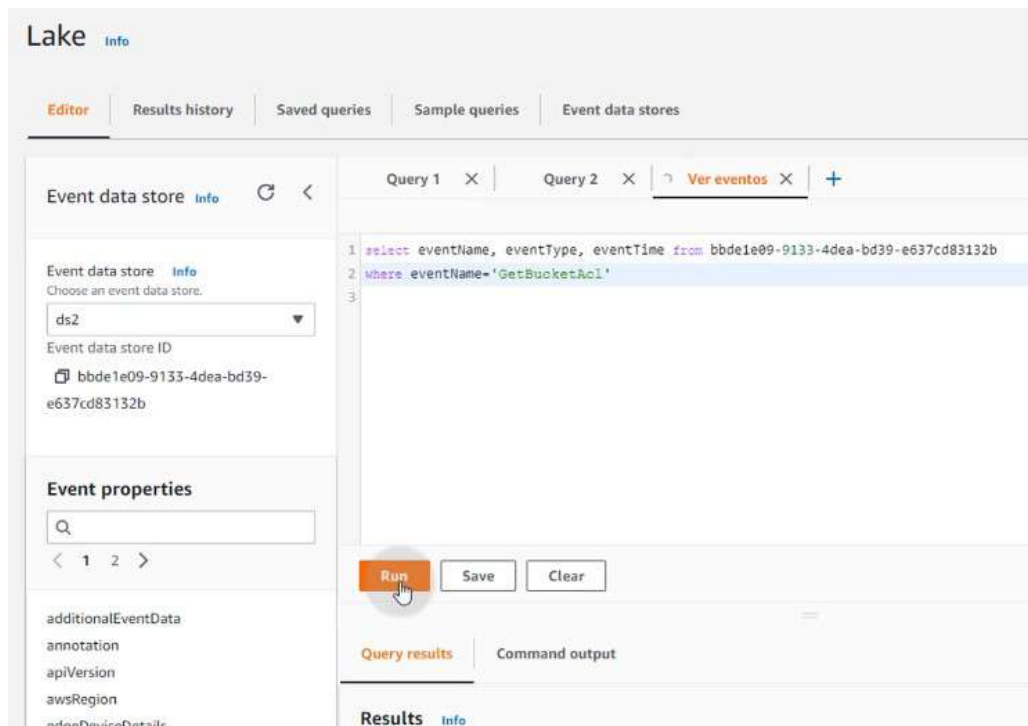 Lake Info
Editor Results history Saved queries Sample queries Event data stores
Event data store Info
Event data store Info
Choose an event data store.
ds2
Event data store ID
bbde1e09-9133-4dea-bd39-
e637cd83132b
Event properties
1 2
additionalEventData
annotation
apiVersion
awsRegion
edgeDeviceDetails
Query 1 Query 2 Ver eventos
1 select eventName, eventType, eventTime from bbde1e09-9133-4dea-bd39-e637cd83132b
2 where eventName='GetBucketAcl'
3
Run Save Clear
Query results Command output
Results Info